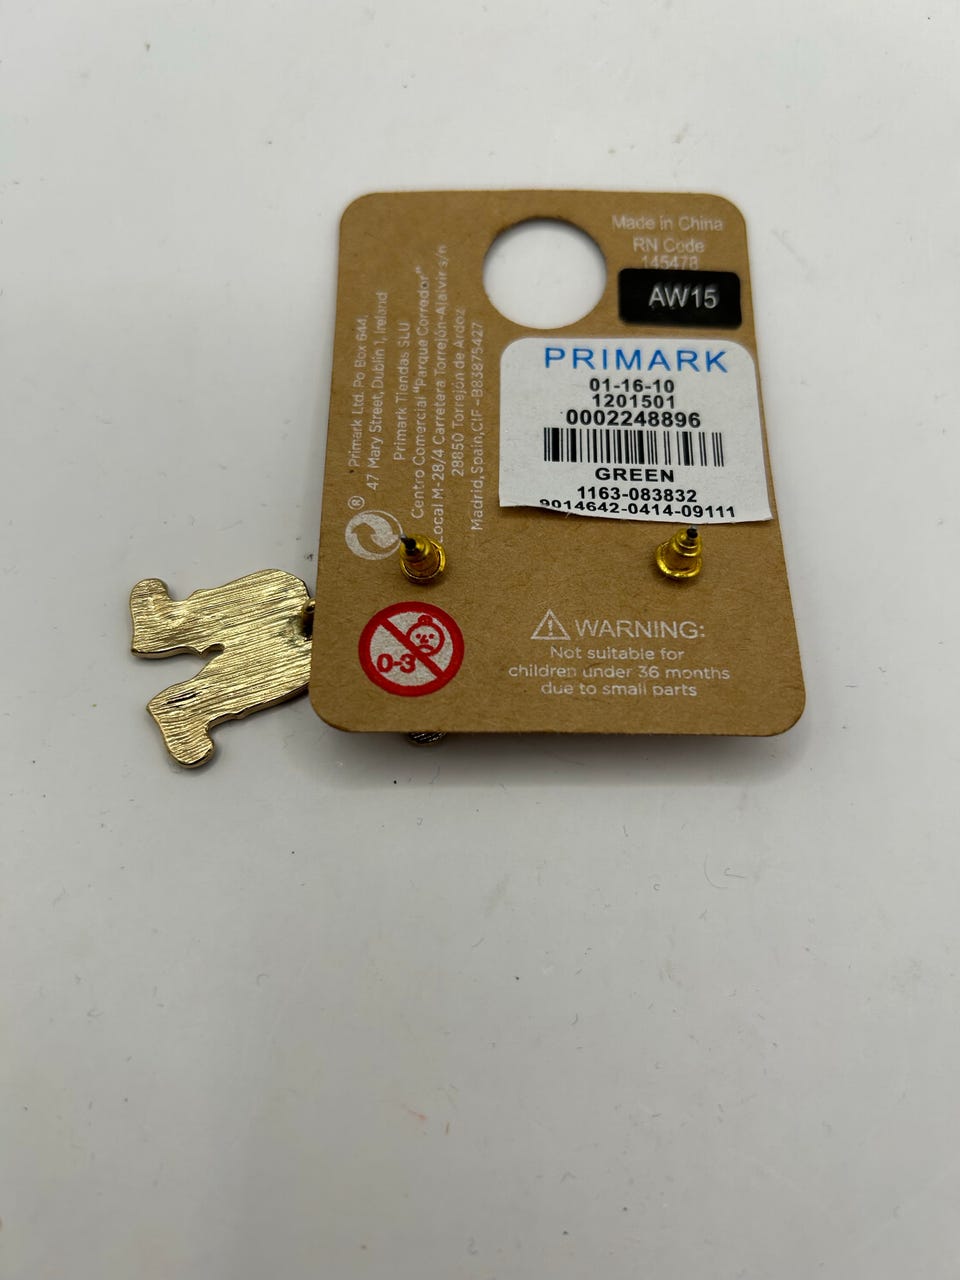 Made in China
RN Code
145478
AW15
PRIMARK
01-16-10
1201501
0002248896
GREEN
1163-083832
9914642-0414-09111
Primark Ltd. Po Box 644,
47 Mary Street, Dublin 1, Ireland
Primark Tiendas SLU
Centro Comercial "Parque Corredor"
Local M-28/4 Carretera Torrejón-Ajalvir s/n
28850 Torrejón de Ardoz
Madrid,Spain,CIF-B83875427
®
0-3
WARNING:
Not suitable for
children under 36 months
due to small parts